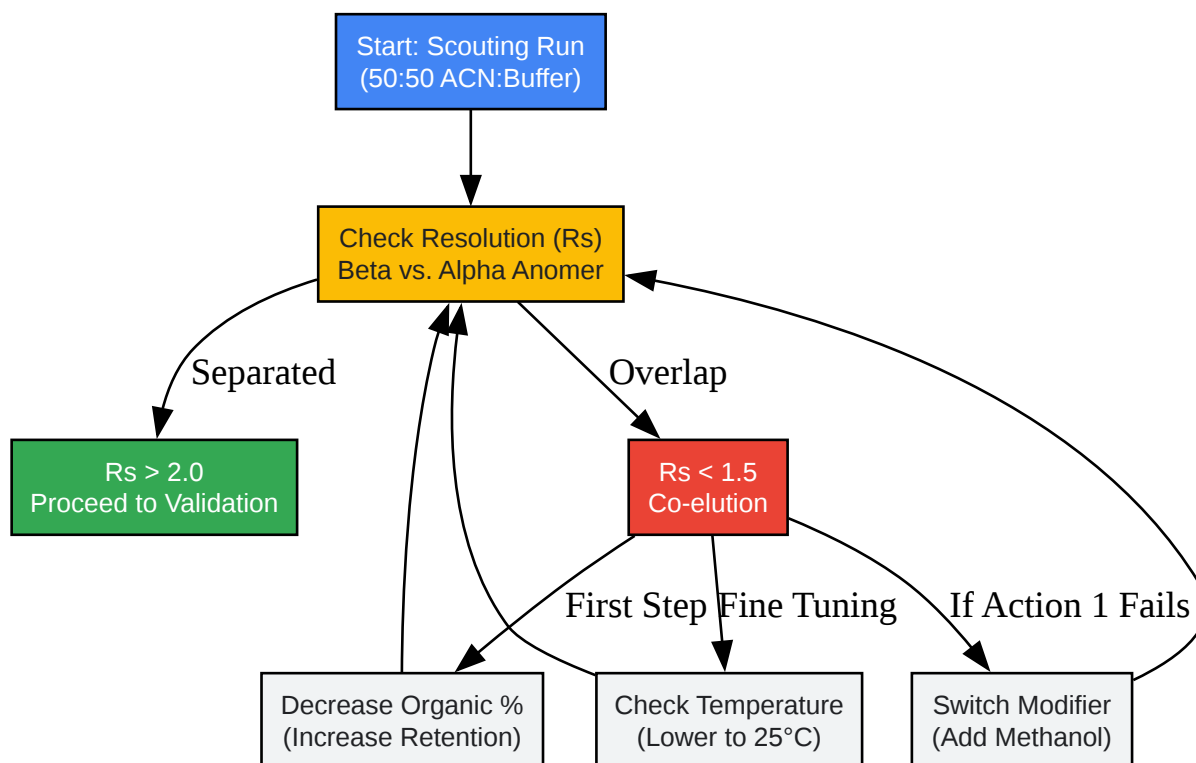 Start: Scouting Run
(50:50 ACN:Buffer)
Check Resolution (Rs)
Beta vs. Alpha Anomer
Separated
Overlap
Rs > 2.0
Proceed to Validation
Rs < 1.5
Co-elution
First Step
Fine Tuning
If Action 1 Fails
Decrease Organic %
(Increase Retention)
Check Temperature
(Lower to 25°C)
Switch Modifier
(Add Methanol)